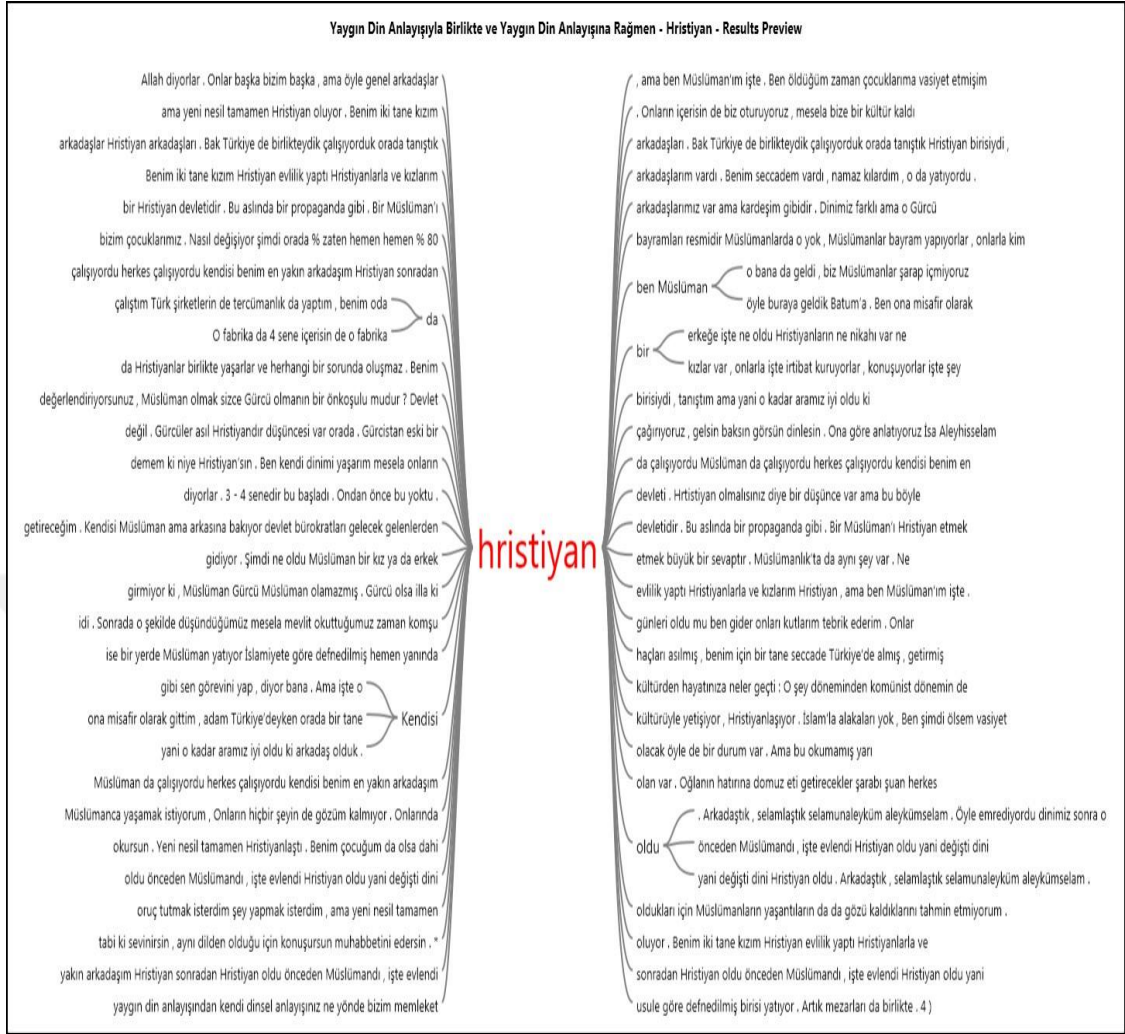 Yaygın Din Anlayışıyla Birlikte ve Yaygın Din Anlayışına Rağmen - Hristiyan - Results Preview
Allah diyorlar . Onlar başka bizim başka , ama öyle genel arkadaşlar
ama yeni nesil tamamen Hristiyan oluyor . Benim iki tane kızım
arkadaşlar Hristiyan arkadaşları . Bak Türkiye de birlikteydik çalışıyorduk orada tanıştık
Benim iki tane kızım Hristiyan evlilik yaptı Hristiyanlarla ve kızlarım
bir Hristiyan devletidir . Bu aslında bir propaganda gibi . Bir Müslüman'ı
bizim çocuklarımız . Nasıl değişiyor şimdi orada % zaten hemen hemen % 80
çalışıyordu herkes çalışıyordu kendisi benim en yakın arkadaşım Hristiyan sonradan
çalıştım Türk şirketlerin de tercümanlık da yaptım , benim oda
O fabrika da 4 sene içerisin de o fabrika
da
da Hristiyanlar birlikte yaşarlar ve herhangi bir sorunda oluşmaz . Benim
değerlendiriyorsunuz , Müslüman olmak sizce Gürcü olmanın bir önkoşulu mudur ? Devlet
değil . Gürcüler asıl Hristiyandır düşüncesi var orada . Gürcistan eski bir
demem ki niye Hristiyan'sın . Ben kendi dinimi yaşarım mesela onların
diyorlar . 3 - 4 senedir bu başladı . Ondan önce bu yoktu .
getireceğim . Kendisi Müslüman ama arkasına bakıyor devlet bürokratları gelecek gelenlerden
gidiyor . Şimdi ne oldu Müslüman bir kız ya da erkek
girmiyor ki , Müslüman Gürcü Müslüman olamazmış . Gürcü olsa illa ki
idi . Sonrada o şekilde düşündüğümüz mesela mevlit okuttuğumuz zaman komşu
ise bir yerde Müslüman yatıyor İslamiyete göre defnedilmiş hemen yanında
gibi sen görevini yap , diyor bana . Ama işte o
ona misafir olarak gittim , adam Türkiye'deyken orada bir tane
yani o kadar aramız iyi oldu ki arkadaş olduk .
Kendisi
Müslüman da çalışıyordu herkes çalışıyordu kendisi benim en yakın arkadaşım
Müslümanca yaşamak istiyorum , Onların hiçbir şeyin de gözüm kalmıyor . Onlarında
okursun . Yeni nesil tamamen Hristiyanlaştı . Benim çocuğum da olsa dahi
oldu önceden Müslümandı , işte evlendi Hristiyan oldu yani değişti dini
oruç tutmak isterdim şey yapmak isterdim , ama yeni nesil tamamen
tabi ki sevinirsin , aynı dilden olduğu için konuşursun muhabbetini edersin . *
yakın arkadaşım Hristiyan sonradan Hristiyan oldu önceden Müslümandı , işte evlendi
yaygın din anlayışından kendi dinsel anlayışınız ne yönde bizim memleket
hristiyan
, ama ben Müslüman'ım işte . Ben öldüğüm zaman çocuklarıma vasiyet etmişim
. Onların içerisin de biz oturuyoruz , mesela bize bir kültür kaldı
arkadaşları . Bak Türkiye de birlikteydik çalışıyorduk orada tanıştık Hristiyan birisiydi ,
arkadaşlarım vardı . Benim seccadem vardı , namaz kılardım , o da yatıyordu .
arkadaşlarımız var ama kardeşim gibidir . Dinimiz farklı ama o Gürcü
bayramları resmidir Müslümanlarda o yok , Müslümanlar bayram yapıyorlar , onlarla kim
ben Müslüman
o bana da geldi , biz Müslümanlar şarap içmiyoruz
öyle buraya geldik Batum'a . Ben ona misafir olarak
bir
erkeğe işte ne oldu Hristiyanların ne nikahı var ne
kızlar var , onlarla işte irtibat kuruyorlar , konuşuyorlar işte şey
birisiydi , tanıştım ama yani o kadar aramız iyi oldu ki
çağırıyoruz , gelsin baksın görsün dinlesin . Ona göre anlatıyoruz İsa Aleyhisselam
da çalışıyordu Müslüman da çalışıyordu herkes çalışıyordu kendisi benim en
devleti . Hrtistiyan olmalısınız diye bir düşünce var ama bu böyle
devletidir . Bu aslında bir propaganda gibi . Bir Müslüman'ı Hristiyan etmek
etmek büyük bir sevaptır . Müslümanlık'ta da aynı şey var . Ne
evlilik yaptı Hristiyanlarla ve kızlarım Hristiyan , ama ben Müslüman'ım işte .
günleri oldu mu ben gider onları kutlarım tebrik ederim . Onlar
haçları asılmış , benim için bir tane seccade Türkiye'de almış , getirmiş
kültürden hayatınıza neler geçti : O şey döneminden komünist dönemin de
kültürüyle yetişiyor , Hristiyanlaşıyor . İslam'la alakaları yok , Ben şimdi ölsem vasiyet
olacak öyle de bir durum var . Ama bu okumamış yarı
olan var . Oğlanın hatırına domuz eti getirecekler şarabı şuan herkes
oldu
. Arkadaştık , selamlaştık selamunaleyküm aleykümselam . Öyle emrediyordu dinimiz sonra o
önceden Müslümandı , işte evlendi Hristiyan oldu yani değişti dini
yani değişti dini Hristiyan oldu . Arkadaştık , selamlaştık selamunaleyküm aleykümselam .
oldukları için Müslümanların yaşantıların da da gözü kaldıklarını tahmin etmiyorum .
oluyor . Benim iki tane kızım Hristiyan evlilik yaptı Hristiyanlarla ve
sonradan Hristiyan oldu önceden Müslümandı , işte evlendi Hristiyan oldu yani
usule göre defnedilmiş birisi yatıyor . Artık mezarları da birlikte . 4 )